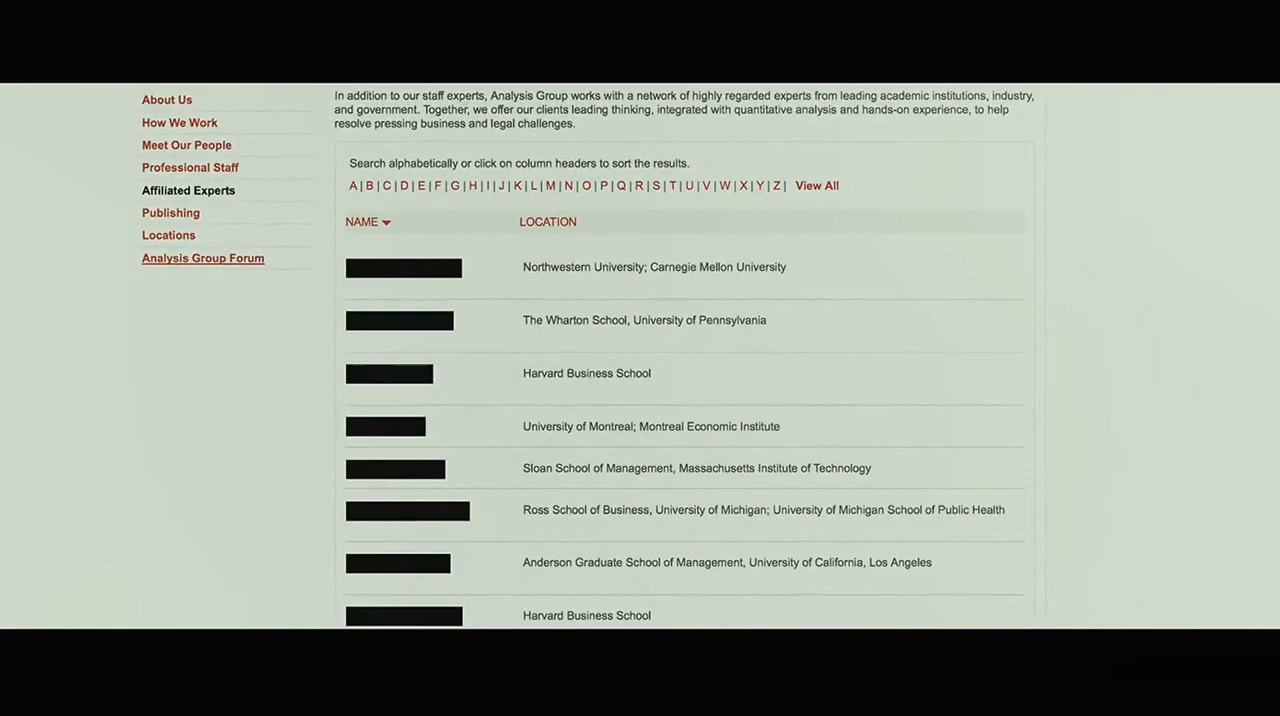 About Us
How We Work
Meet Our People
Professional Staff
Affiliated Experts
Publishing
Locations
Analysis Group Forum
In addition to our staff experts, Analysis Group works with a network of highly regarded experts from leading academic institutions, industry,
and government. Together, we offer our clients leading thinking, integrated with quantitative analysis and hands-on experience, to help
resolve pressing business and legal challenges.
Search alphabetically or click on column headers to sort the results.
A | B | C | D | E | F | G | H | I | J | K | L | M | N | O | P | Q | R | S | T | U | V | W | X | Y | Z | View All
NAME LOCATION
Northwestern University; Carnegie Mellon University
The Wharton School, University of Pennsylvania
Harvard Business School
University of Montreal; Montreal Economic Institute
Sloan School of Management, Massachusetts Institute of Technology
Ross School of Business, University of Michigan; University of Michigan School of Public Health
Anderson Graduate School of Management, University of California, Los Angeles
Harvard Business School